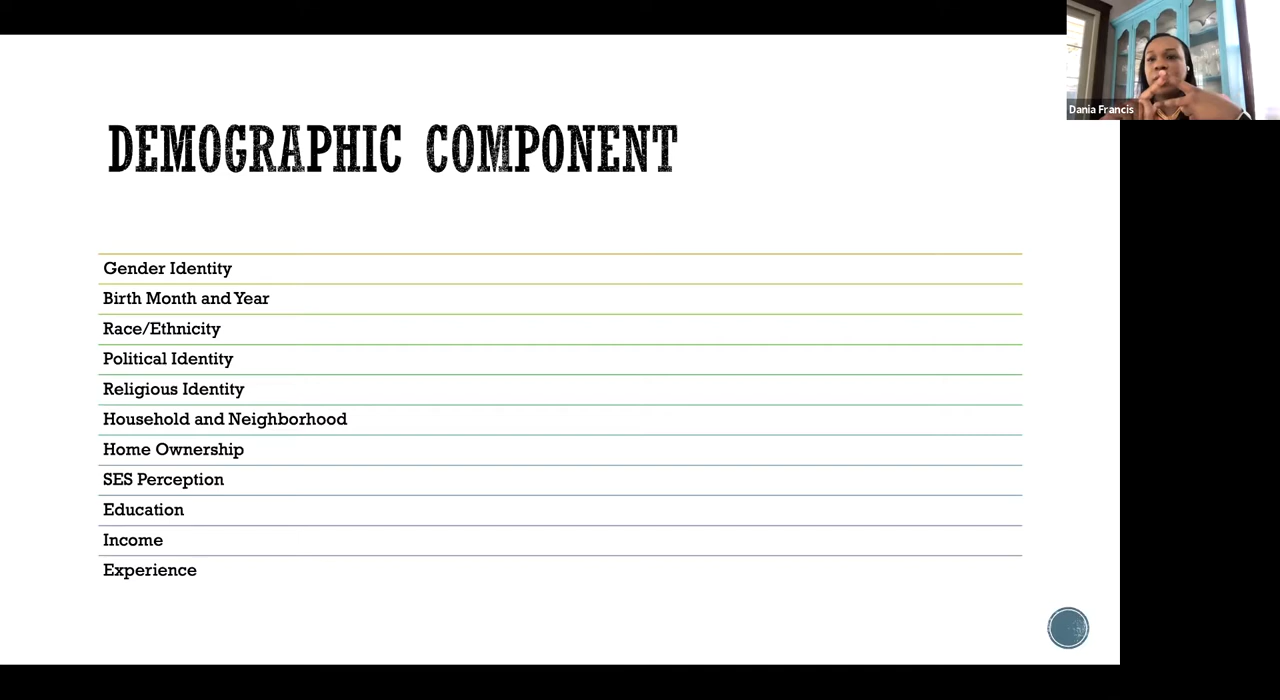 Dania Francis
DEMOGRAPHIC COMPONENT
Gender Identity
Birth Month and Year
Race/Ethnicity
Political Identity
Religious Identity
Household and Neighborhood
Home Ownership
SES Perception
Education
Income
Experience